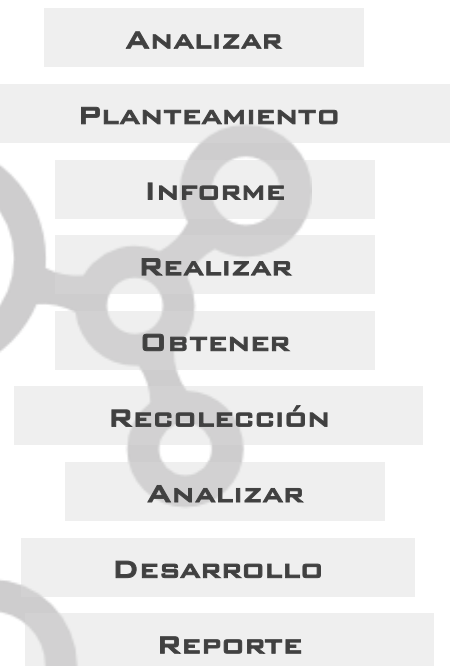 Analizar
Planteamiento
Informe
Realizar
Obtener
Recolección
Analizar
Desarrollo
Reporte